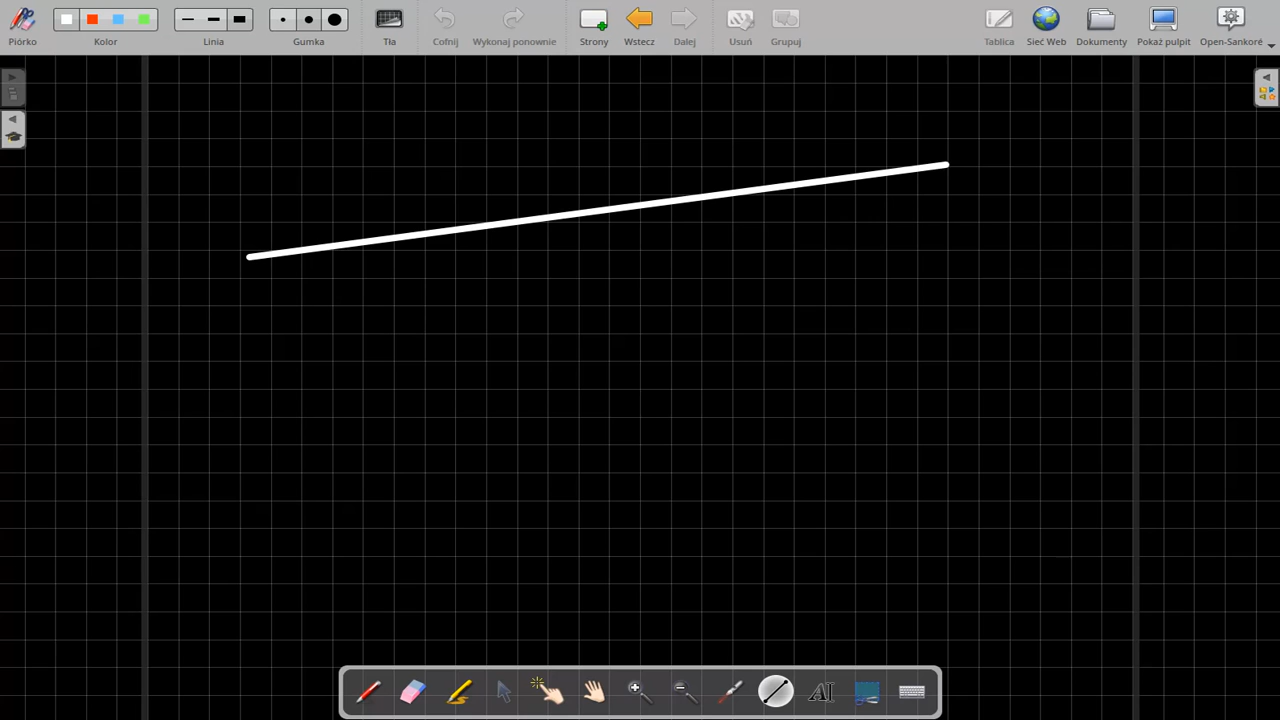 Piórko
Kolor
Linia
Gumka
Tła
Cofnij
Wykonaj ponownie
Strony
Wstecz
Dalej
Usuń
Grupuj
Tablica
Sieć Web
Dokumenty
Pokaż pulpit
Open-Sankoré
AI